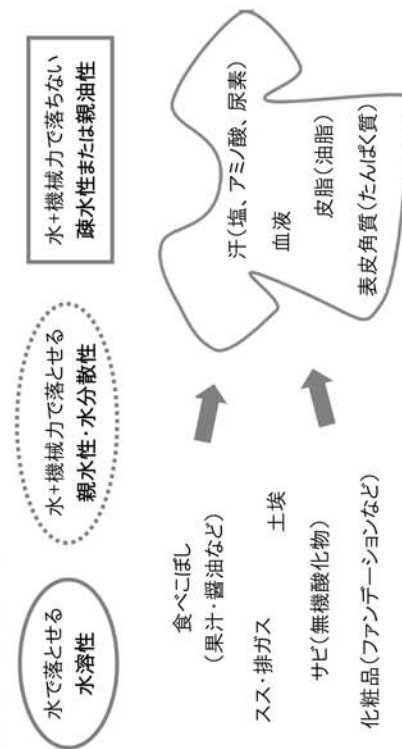 水で落とせる
水溶性
水+機械力で落とせる
親水性・水分散性
水+機械力で落ちない
疎水性または親油性
食べこぼし
(果汁・醤油など)
スス・排ガス
土埃
サビ(無機酸化物)
化粧品(ファンデーションなど)
汗(塩、アミノ酸、尿素)
血液
皮脂(油脂)
表皮角質(たんぱく質)